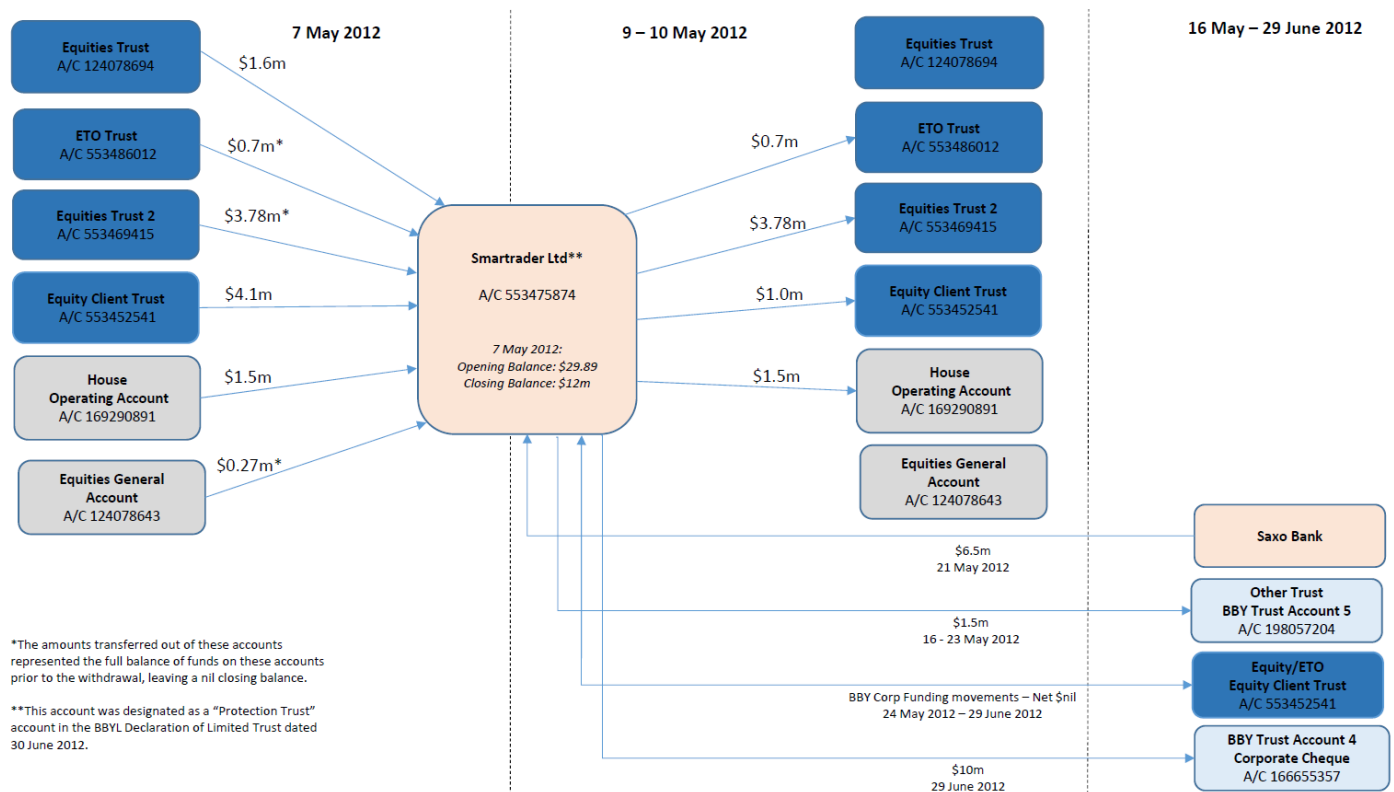 7 May 2012
9 – 10 May 2012
16 May – 29 June 2012
Equities Trust
A/C 124078694
$1.6m
ETO Trust
A/C 553486012
$0.7m*
Equities Trust 2
A/C 553469415
$3.78m*
Equity Client Trust
A/C 553452541
$4.1m
House
Operating Account
A/C 169290891
$1.5m
Equities General
Account
A/C 124078643
$0.27m*
Smartrader Ltd**
A/C 553475874
7 May 2012:
Opening Balance: $29.89
Closing Balance: $12m
Equities Trust
A/C 124078694
$0.7m
ETO Trust
A/C 553486012
$3.78m
Equities Trust 2
A/C 553469415
$1.0m
Equity Client Trust
A/C 553452541
$1.5m
House
Operating Account
A/C 169290891
Equities General
Account
A/C 124078643
Saxo Bank
$6.5m
21 May 2012
Other Trust
BBY Trust Account 5
A/C 198057204
$1.5m
16 - 23 May 2012
Equity/ETO
Equity Client Trust
A/C 553452541
BBY Corp Funding movements – Net $nil
24 May 2012 – 29 June 2012
BBY Trust Account 4
Corporate Cheque
A/C 166655357
$10m
29 June 2012
*The amounts transferred out of these accounts
represented the full balance of funds on these accounts
prior to the withdrawal, leaving a nil closing balance.
**This account was designated as a “Protection Trust”
account in the BBYL Declaration of Limited Trust dated
30 June 2012.